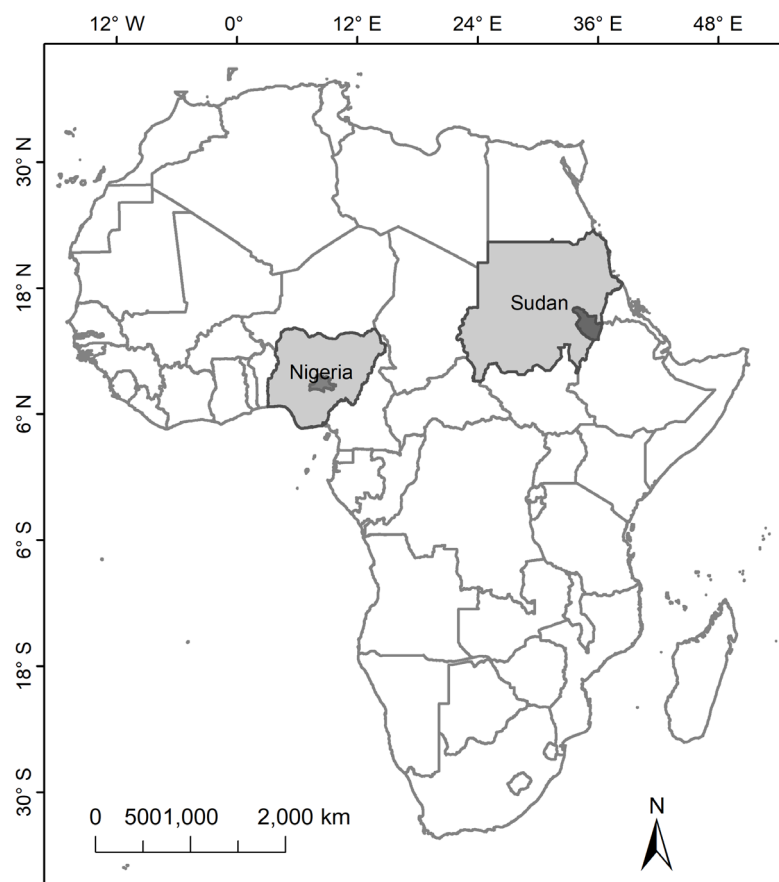 12° W 0° 12° E 24° E 36° E 48° E
30° N
18° N
Sudan
Nigeria
6° N
6° S
18° S
30° S
0 5001,000 2,000 km
N